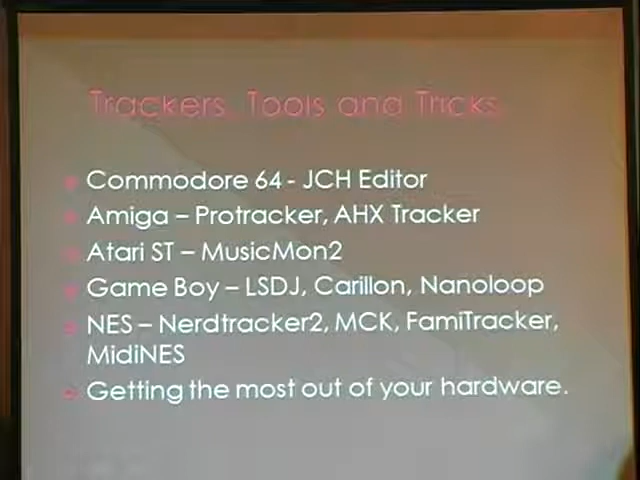 Trackers, Tools and Tricks
Commodore 64 - JCH Editor
Amiga – Protracker, AHX Tracker
Atari ST – MusicMon2
Game Boy – LSDJ, Carillon, Nanoloop
NES – Nerdtracker2, MCK, FamiTracker,
MidiNES
Getting the most out of your hardware.